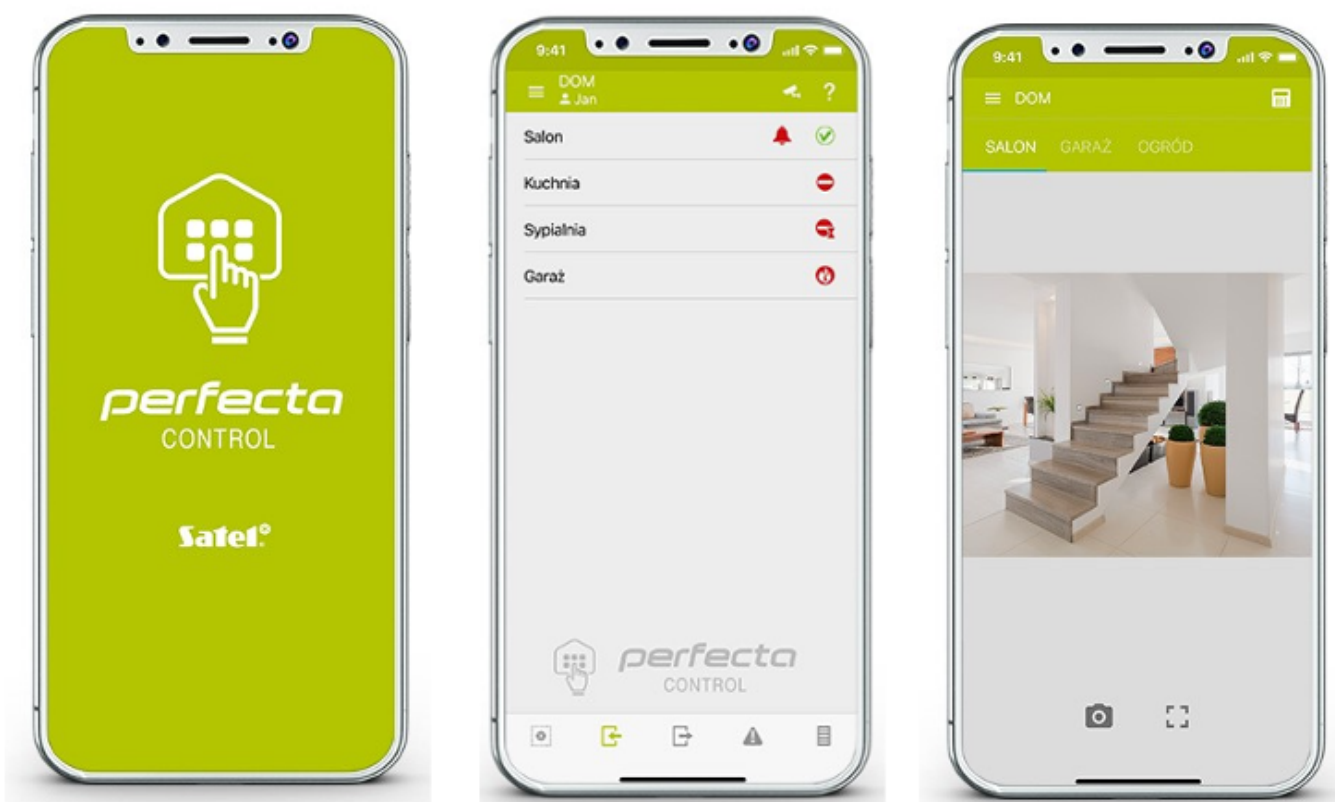 perfecta
CONTROL
Satel®
9:41
DOM
Jan
?
Salon
Kuchnia
Sypialnia
Garaż
perfecta
CONTROL
9:41
DOM
SALON GARAŻ OGRÓD